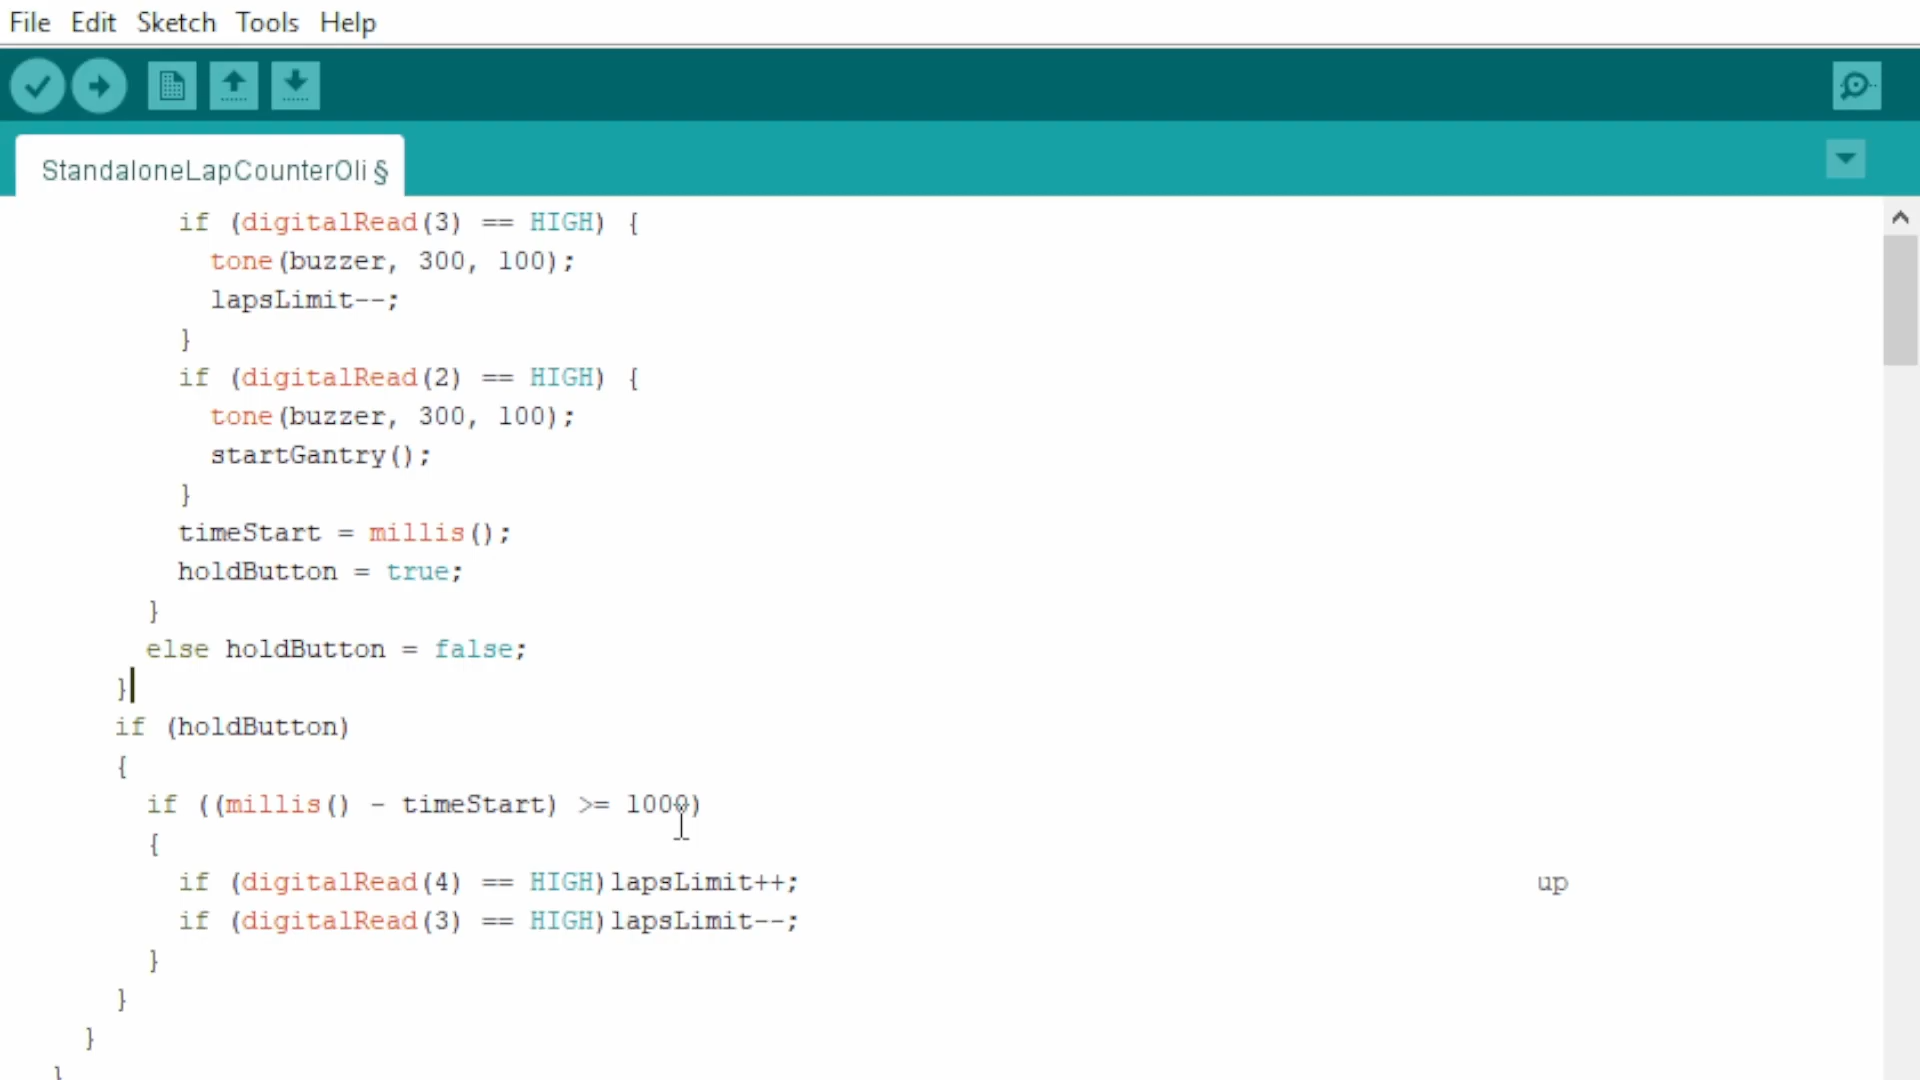 File Edit Sketch Tools Help
StandaloneLapCounterOli §
if (digitalRead(3) == HIGH) {
tone(buzzer, 300, 100);
lapsLimit--;
}
if (digitalRead(2) == HIGH) {
tone(buzzer, 300, 100);
startGantry();
}
timeStart = millis();
holdButton = true;
}
else holdButton = false;
}
if (holdButton)
{
if ((millis() - timeStart) >= 1000)
{
if (digitalRead(4) == HIGH)lapsLimit++; up
if (digitalRead(3) == HIGH)lapsLimit--;
}
}
}
}